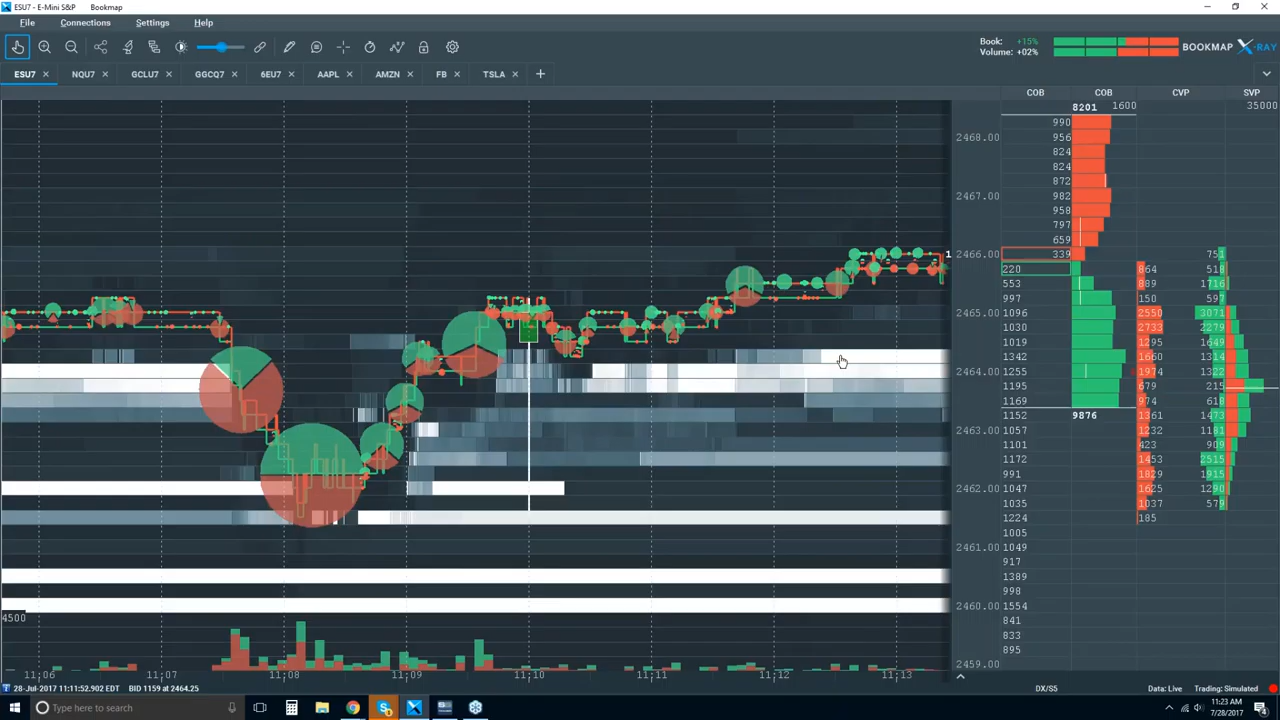 ESU7 - E-Mini S&P Bookmap
File Connections Settings Help
Book: +15%
Volume: +02%
BOOKMAP X-RAY
ESU7 NQU7 GCLU7 GGCQ7 6EU7 AAPL AMZN FB TSLA
COB COB CVP SVP
8201 1600 35000
990
2468.00 956
824
824
872
2467.00 982
958
797
659
2466.00 339 753
220 864 518
553 889 1716
997 150 597
2465.00 1096 2550 3071
1030 2733 2279
1019 1295 1649
1342 1660 1314
2464.00 1255 1974 1322
1195 679 215
1169 974 618
1152 9876 1361 1473
2463.00 1057 1232 1181
1101 423 909
1172 1453 2515
991 1829 1915
2462.00 1047 1625 1290
1035 1037 579
1224 185
1005
2461.00 1049
917
1389
998
2460.00 1554
4500 841
833
895
2459.00
11:06 11:07 11:08 11:09 11:10 11:11 11:12 11:13
28-Jul-2017 11:11:52.902 EDT BID 1159 at 2464.25 DX/S5 Data: Live Trading: Simulated
Type here to search
11:23 AM
7/28/2017